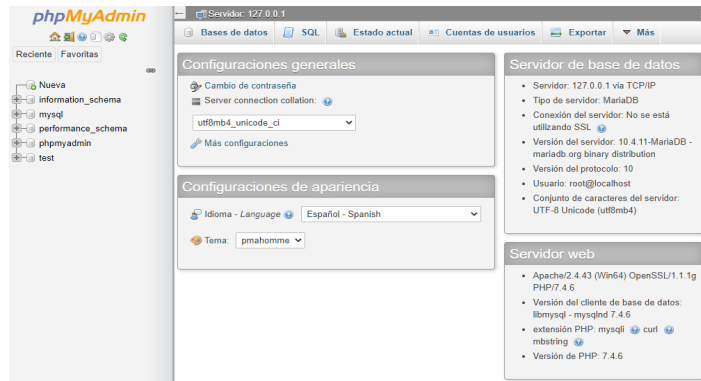 phpMyAdmin
Reciente Favoritas
Nueva
information_schema
mysql
performance_schema
phpmyadmin
test
Servidor: 127.0.0.1
Bases de datos SQL Estado actual Cuentas de usuarios Exportar Más
Configuraciones generales
Cambio de contraseña
Server connection collation:
utf8mb4_unicode_ci
Más configuraciones
Configuraciones de apariencia
Idioma - Language Español - Spanish
Tema: pmahomme
Servidor de base de datos
Servidor: 127.0.0.1 via TCP/IP
Tipo de servidor: MariaDB
Conexión del servidor: No se está
utilizando SSL
Versión del servidor: 10.4.11-MariaDB -
mariadb.org binary distribution
Versión del protocolo: 10
Usuario: root@localhost
Conjunto de caracteres del servidor:
UTF-8 Unicode (utf8mb4)
Servidor web
Apache/2.4.43 (Win64) OpenSSL/1.1.1g
PHP/7.4.6
Versión del cliente de base de datos:
libmysql - mysqlnd 7.4.6
extensión PHP: mysqli curl
mbstring
Versión de PHP: 7.4.6